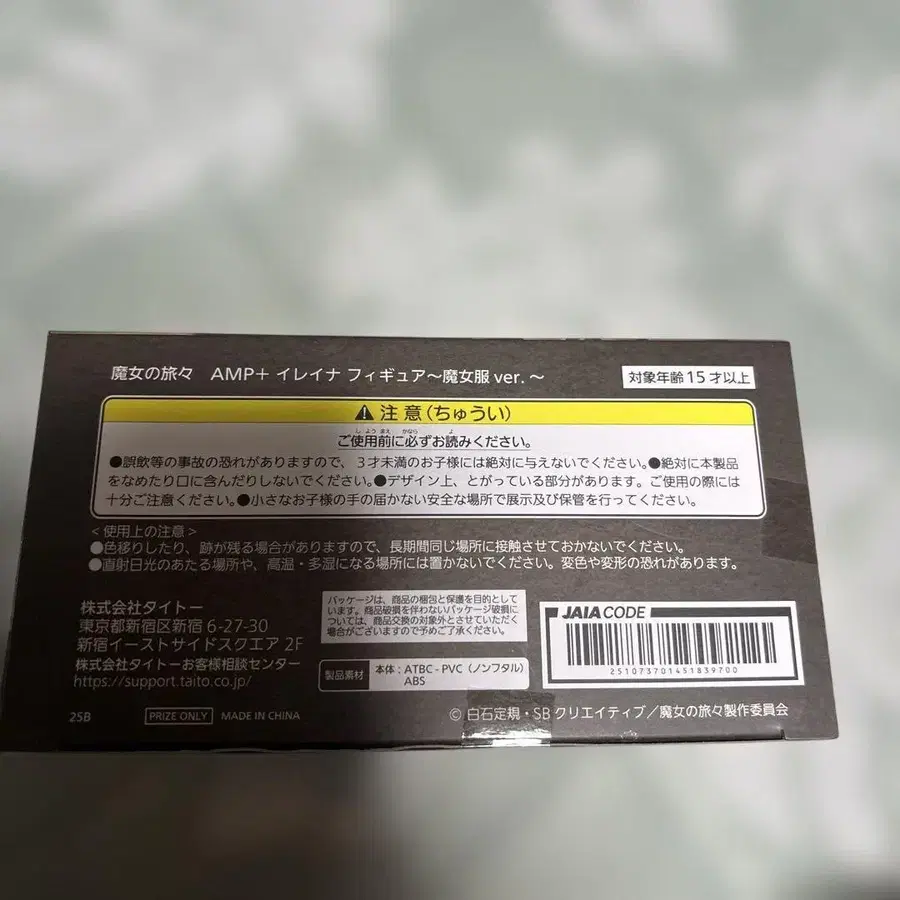 魔女の旅々 AMP+ イレイナ フィギュア～魔女服 ver.～
対象年齢15才以上
⚠注意(ちゅうい)
ご使用前に必ずお読みください。
●誤飲等の事故の恐れがありますので、3才未満のお子様には絶対に与えないでください。●絶対に本製品
をなめたり口に含んだりしないでください。●デザイン上、とがっている部分があります。ご使用の際には
十分ご注意ください。●小さなお子様の手の届かない安全な場所で展示及び保管を行ってください。
<使用上の注意>
●色移りしたり、跡が残る場合がありますので、長期間同じ場所に接触させておかないでください。
●直射日光のあたる場所や、高温・多湿になる場所には置かないでください。変色や変形の恐れがあります。
株式会社タイトー
東京都新宿区新宿 6-27-30
新宿イーストサイドスクエア 2F
株式会社タイトーお客様相談センター
https://support.taito.co.jp/
25B
PRIZE ONLY
MADE IN CHINA
パッケージは、商品の梱包と保護を目的として
います。商品破損を伴わないパッケージ破損に
ついては、商品交換の対象外とさせていただく
場合がございますので予めご了承ください。
製品素材
本体:ATBC-PVC(ノンフタル)
ABS
JAIA CODE
2510737014518397​00
© 白石定規・SB クリエイティブ/魔女の旅々製作委員会